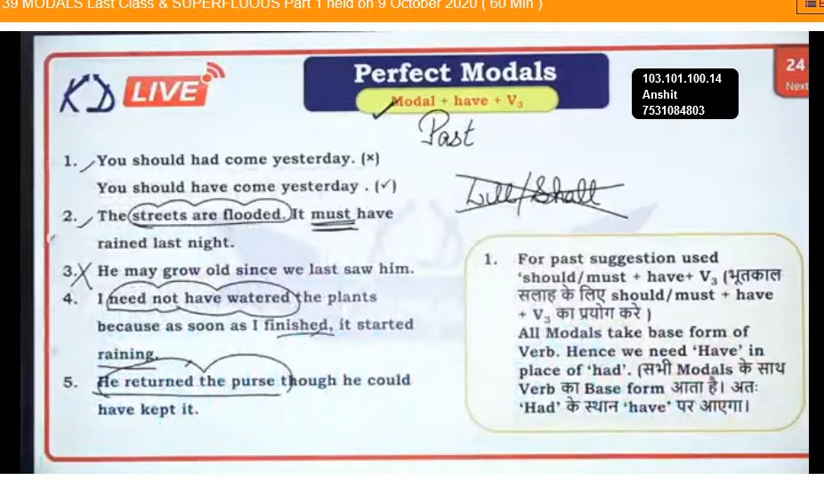 39 MODALS Last Class & SUPERFLUOUS Part 1 held on 9 October 2020 ( 60 Min )
KD LIVE
Perfect Modals
Modal + have + V₃
Past
103.101.100.14
Anshit
7531084803
24
Next
1. You should had come yesterday. (×)
You should have come yesterday . (✓)
Will/Shall
2. The streets are flooded. It must have
rained last night.
3. He may grow old since we last saw him.
4. I need not have watered the plants
because as soon as I finished, it started
raining.
5. He returned the purse though he could
have kept it.
1. For past suggestion used
'should/must + have+ V₃ (भूतकाल
सलाह के लिए should/must + have
+ V₃ का प्रयोग करे )
All Modals take base form of
Verb. Hence we need 'Have' in
place of 'had'. (सभी Modals के साथ
Verb का Base form आता है। अतः
'Had' के स्थान 'have' पर आएगा।